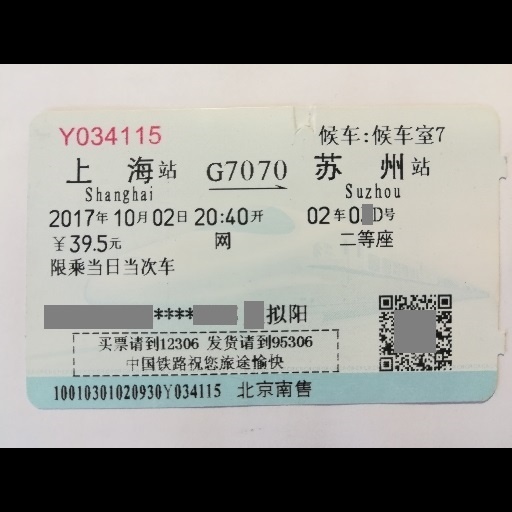 Y034115 候车:候车室7
上海站 G7070 苏州站
Shanghai Suzhou
2017年10月02日20:40开 02车0 D号
￥39.5元 网 二等座
限乘当日当次车
**** 拟阳
买票请到12306 发货请到95306
中国铁路祝您旅途愉快
10010301020930Y034115 北京南售